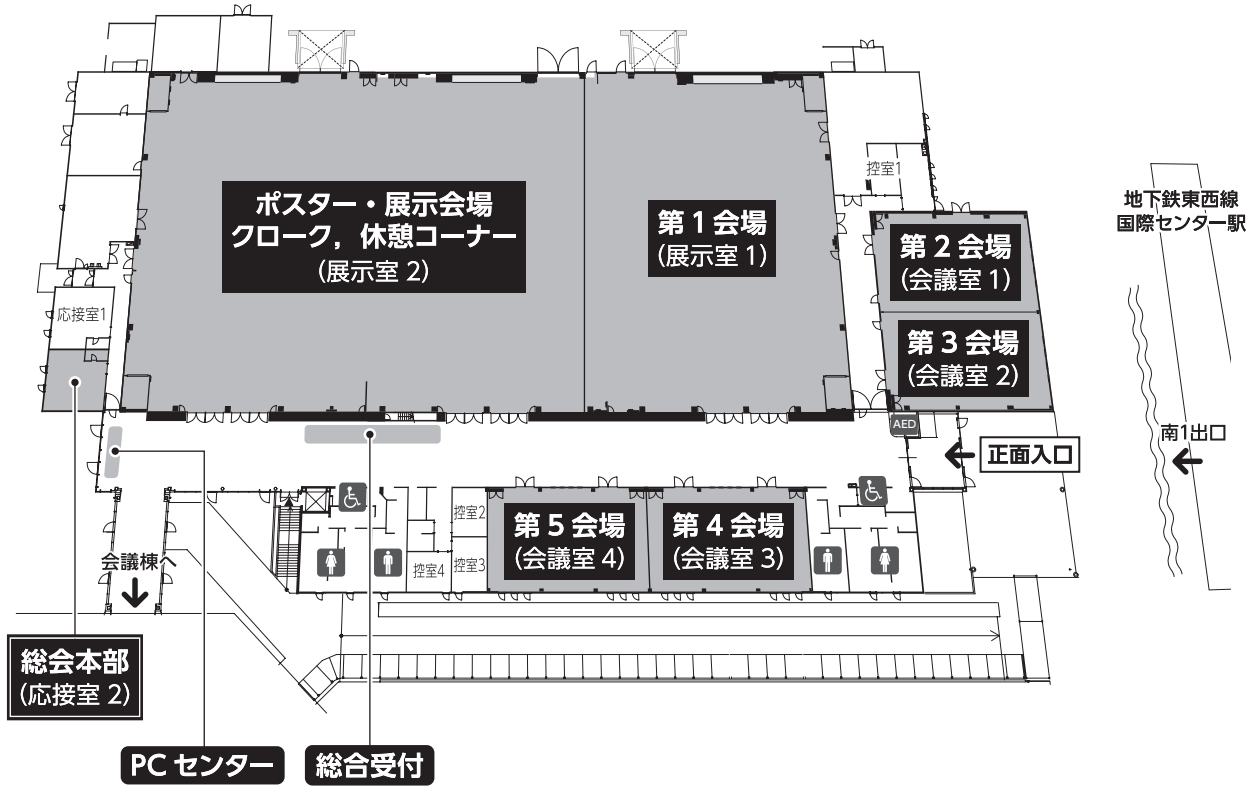 控室1
地下鉄東西線
国際センター駅
ポスター・展示会場
クローク，休憩コーナー
(展示室 2)
第 1 会場
(展示室 1)
第 2 会場
(会議室 1)
第 3 会場
(会議室 2)
応接室1
AED
正面入口
南1出口
控室2
控室3
控室4
第 5 会場
(会議室 4)
第 4 会場
(会議室 3)
会議棟へ
総会本部
(応接室 2)
PC センター
総合受付